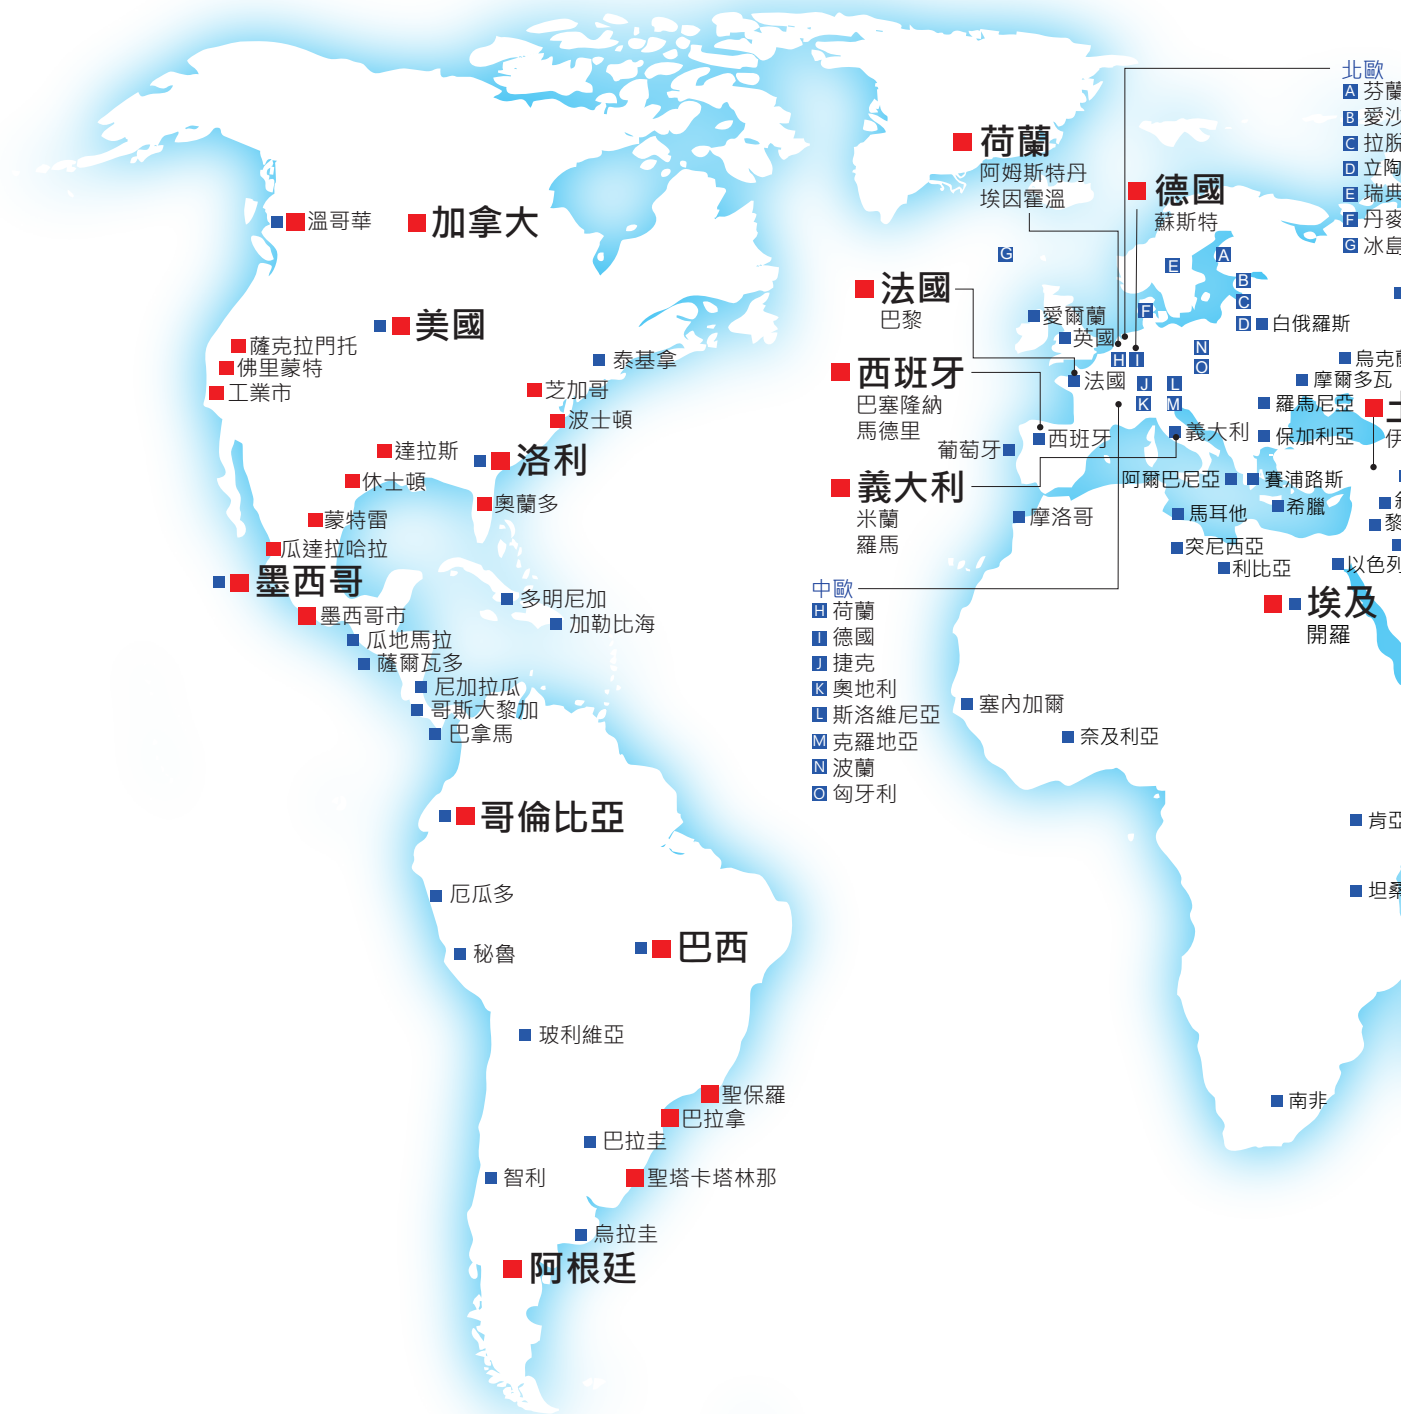 加拿大
溫哥華
美國
薩克拉門托
佛里蒙特
工業市
泰基拿
芝加哥
波士頓
達拉斯
洛利
休士頓
奧蘭多
蒙特雷
瓜達拉哈拉
墨西哥
墨西哥市
多明尼加
加勒比海
瓜地馬拉
薩爾瓦多
尼加拉瓜
哥斯大黎加
巴拿馬
哥倫比亞
厄瓜多
秘魯
巴西
玻利維亞
聖保羅
巴拉拿
巴拉圭
智利
聖塔卡塔林那
烏拉圭
阿根廷
荷蘭
阿姆斯特丹
埃因霍溫
德國
蘇斯特
法國
巴黎
西班牙
巴塞隆納
馬德里
義大利
米蘭
羅馬
中歐
H 荷蘭
I 德國
J 捷克
K 奧地利
L 斯洛維尼亞
M 克羅地亞
N 波蘭
O 匈牙利
北歐
A 芬蘭
B 愛沙
C 拉脫
D 立陶
E 瑞典
F 丹麥
G 冰島
G
E
A
B
C
D
F
N
O
H
I
J
L
K
M
愛爾蘭
英國
白俄羅斯
烏克蘭
法國
摩爾多瓦
羅馬尼亞
土
伊
義大利
西班牙
保加利亞
葡萄牙
阿爾巴尼亞
賽浦路斯
希臘
馬耳他
摩洛哥
黎
突尼西亞
利比亞
以色列
埃及
開羅
塞內加爾
奈及利亞
肯亞
坦桑
南非